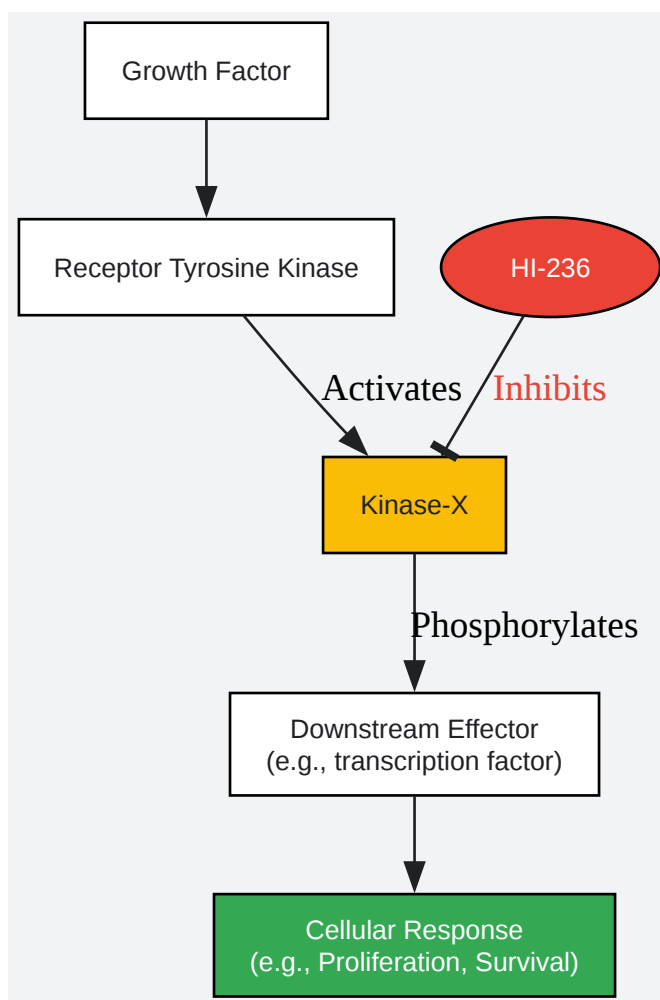 Growth Factor
Receptor Tyrosine Kinase
HI-236
Activates
Inhibits
Kinase-X
Phosphorylates
Downstream Effector
(e.g., transcription factor)
Cellular Response
(e.g., Proliferation, Survival)